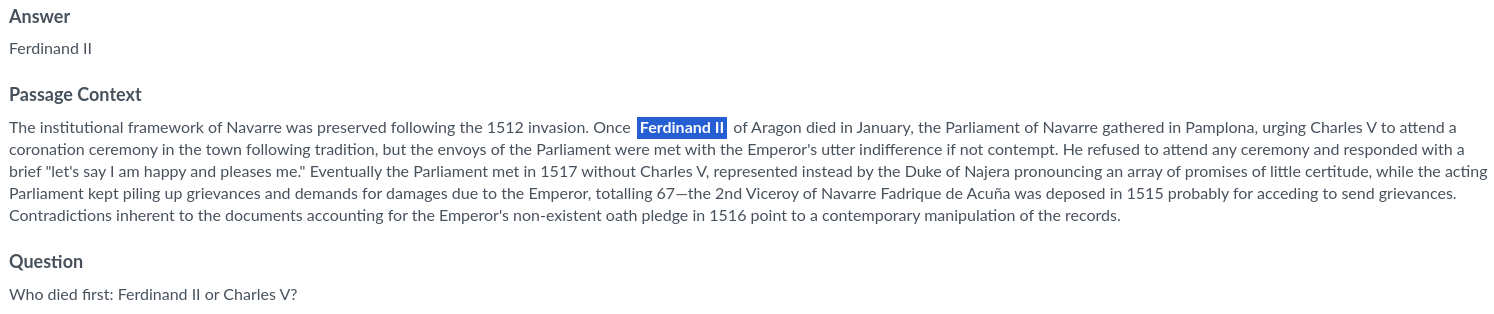 Answer
Ferdinand II
Passage Context
The institutional framework of Navarre was preserved following the 1512 invasion. Once Ferdinand II of Aragon died in January, the Parliament of Navarre gathered in Pamplona, urging Charles V to attend a
coronation ceremony in the town following tradition, but the envoys of the Parliament were met with the Emperor's utter indifference if not contempt. He refused to attend any ceremony and responded with a
brief "let's say I am happy and pleases me." Eventually the Parliament met in 1517 without Charles V, represented instead by the Duke of Najera pronouncing an array of promises of little certitude, while the acting
Parliament kept piling up grievances and demands for damages due to the Emperor, totalling 67—the 2nd Viceroy of Navarre Fadrique de Acuña was deposed in 1515 probably for acceding to send grievances.
Contradictions inherent to the documents accounting for the Emperor's non-existent oath pledge in 1516 point to a contemporary manipulation of the records.
Question
Who died first: Ferdinand II or Charles V?